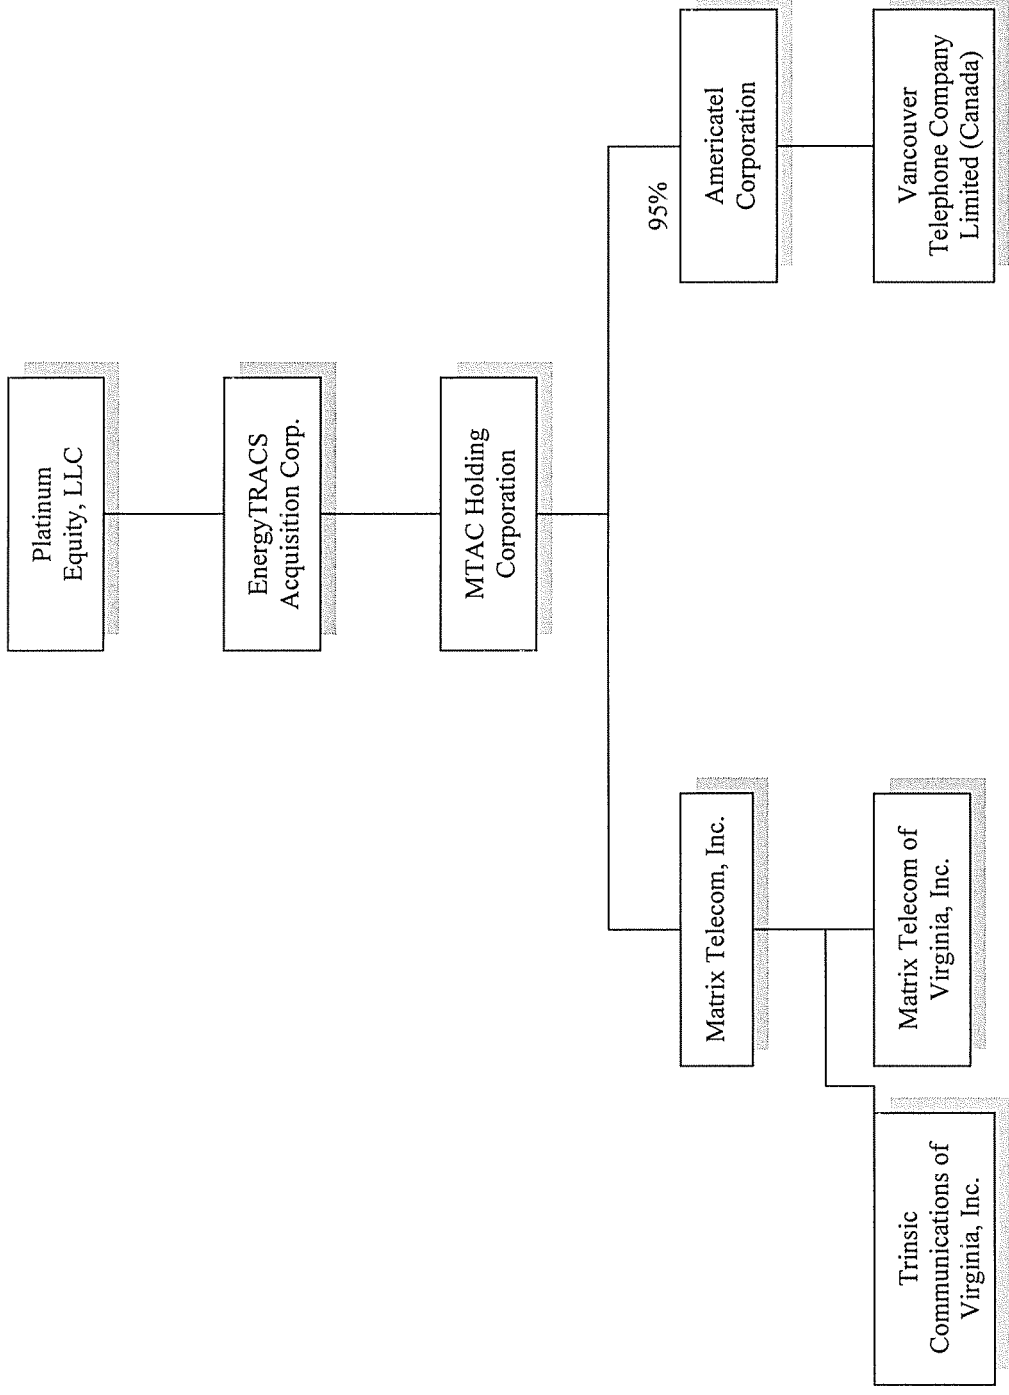 Platinum
Equity, LLC
EnergyTRACS
Acquisition Corp.
MTAC Holding
Corporation
95%
Matrix Telecom, Inc.
Americatel
Corporation
Trinsic
Communications of
Virginia, Inc.
Matrix Telecom of
Virginia, Inc.
Vancouver
Telephone Company
Limited (Canada)